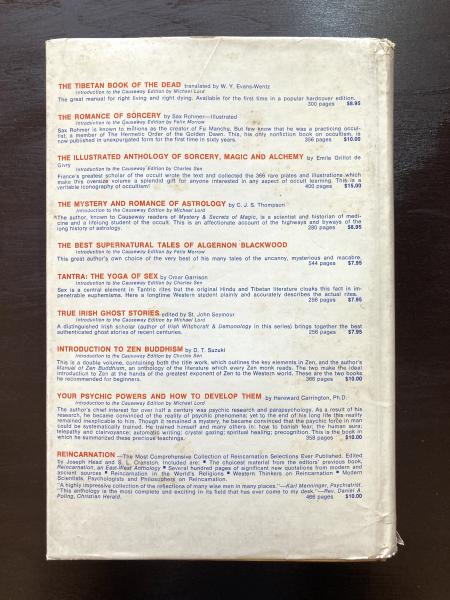 THE TIBETAN BOOK OF THE DEAD translated by W. Y. Evans-Wentz
Introduction to the Causeway Edition by Michael Lord
The great manual for right living and right dying. Available for the first time in a popular hardcover edition.
300 pages $8.95
THE ROMANCE OF SORCERY by Sax Rohmer—Illustrated
Introduction to the Causeway Edition by Felix Morrow
Sax Rohmer is known to millions as the creator of Fu Manchu. But few know that he was a practicing occul-
tist, a member of The Hermetic Order of the Golden Dawn. This, his only nonfiction book on occultism, is
now published in unexpurgated form for the first time in sixty years.
356 pages $10.00
THE ILLUSTRATED ANTHOLOGY OF SORCERY, MAGIC AND ALCHEMY by Emile Grillot de
Givry
Introduction to the Causeway Edition by Charles Sen
France's greatest scholar of the occult wrote the text and collected the 366 rare plates and illustrations which
make this oversize volume a splendid gift for anyone interested in any aspect of occult learning. This is a
veritable iconography of occultism!
400 pages $15.00
THE MYSTERY AND ROMANCE OF ASTROLOGY by C. J. S. Thompson
Introduction to the Causeway Edition by Michael Lord
The author, known to Causeway readers of Mystery & Secrets of Magic, is a scientist and historian of medi-
cine and a lifelong student of the occult. This is an affectionate account of the highways and byways of the
long history of astrology.
280 pages $8.95
THE BEST SUPERNATURAL TALES OF ALGERNON BLACKWOOD
Introduction to the Causeway Edition by Felix Morrow
This great author's own choice of the very best of his many tales of the uncanny, mysterious and macabre.
544 pages $7.95
TANTRA: THE YOGA OF SEX by Omar Garrison
Introduction to the Causeway Edition by Charles Sen
Sex is a central element in Tantric rites but the original Hindu and Tibetan literature cloaks this fact in im-
penetrable euphemisms. Here a longtime Western student plainly and accurately describes the actual rites.
256 pages $7.95
TRUE IRISH GHOST STORIES edited by St. John Seymour
Introduction to the Causeway Edition by Michael Lord
A distinguished Irish scholar (author of Irish Witchcraft & Demonology in this series) brings together the best
authenticated ghost stories of recent centuries.
256 pages $7.95
INTRODUCTION TO ZEN BUDDHISM by D. T. Suzuki
Introduction to the Causeway Edition by Charles Sen
This is a double volume, containing both the title work, which outlines the key elements in Zen, and the author's
Manual of Zen Buddhism, an anthology of the literature which every Zen monk reads. The two make the ideal
introduction to Zen at the hands of the greatest exponent of Zen to the Western world. These are the two books
he recommended for beginners.
366 pages $10.00
YOUR PSYCHIC POWERS AND HOW TO DEVELOP THEM by Hereward Carrington, Ph.D.
Introduction to the Causeway Edition by Michael Lord
The author's chief interest for over half a century was psychic research and parapsychology. As a result of his
research, he became convinced of the reality of psychic phenomena; yet to the end of his long life this reality
remained inexplicable to him. Though it remained a mystery, he became convinced that the psychic force in man
could be systematically trained. He trained himself and many others in: how to banish fear; the human aura;
telepathy and clairvoyance; automatic writing; crystal gazing; spiritual healing; precognition. This is the book in
which he summarized these precious teachings.
358 pages $10.00
REINCARNATION—The Most Comprehensive Collection of Reincarnation Selections Ever Published. Edited
by Joseph Head and S. L. Cranston. Included are: ■ The choicest material from the editors' previous book,
Reincarnation, an East-West Anthology ■ Several hundred pages of significant new quotations from modern and
ancient sources ■ Reincarnation in the World's Religions ■ Western Thinkers on Reincarnation ■ Modern
Scientists, Psychologists and Philosophers on Reincarnation.
"A highly impressive collection of the reflections of many wise men in many places."—Karl Menninger, Psychiatrist.
"This anthology is the most complete and exciting in its field that has ever come to my desk."—Rev. Daniel A.
Poling, Christian Herald.
466 pages $10.00